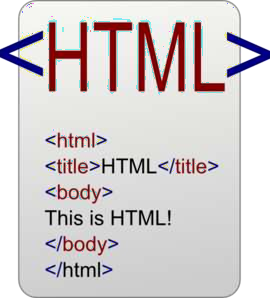 <HTML>
<html>
<title>HTML</title>
<body>
This is HTML!
</body>
</html>